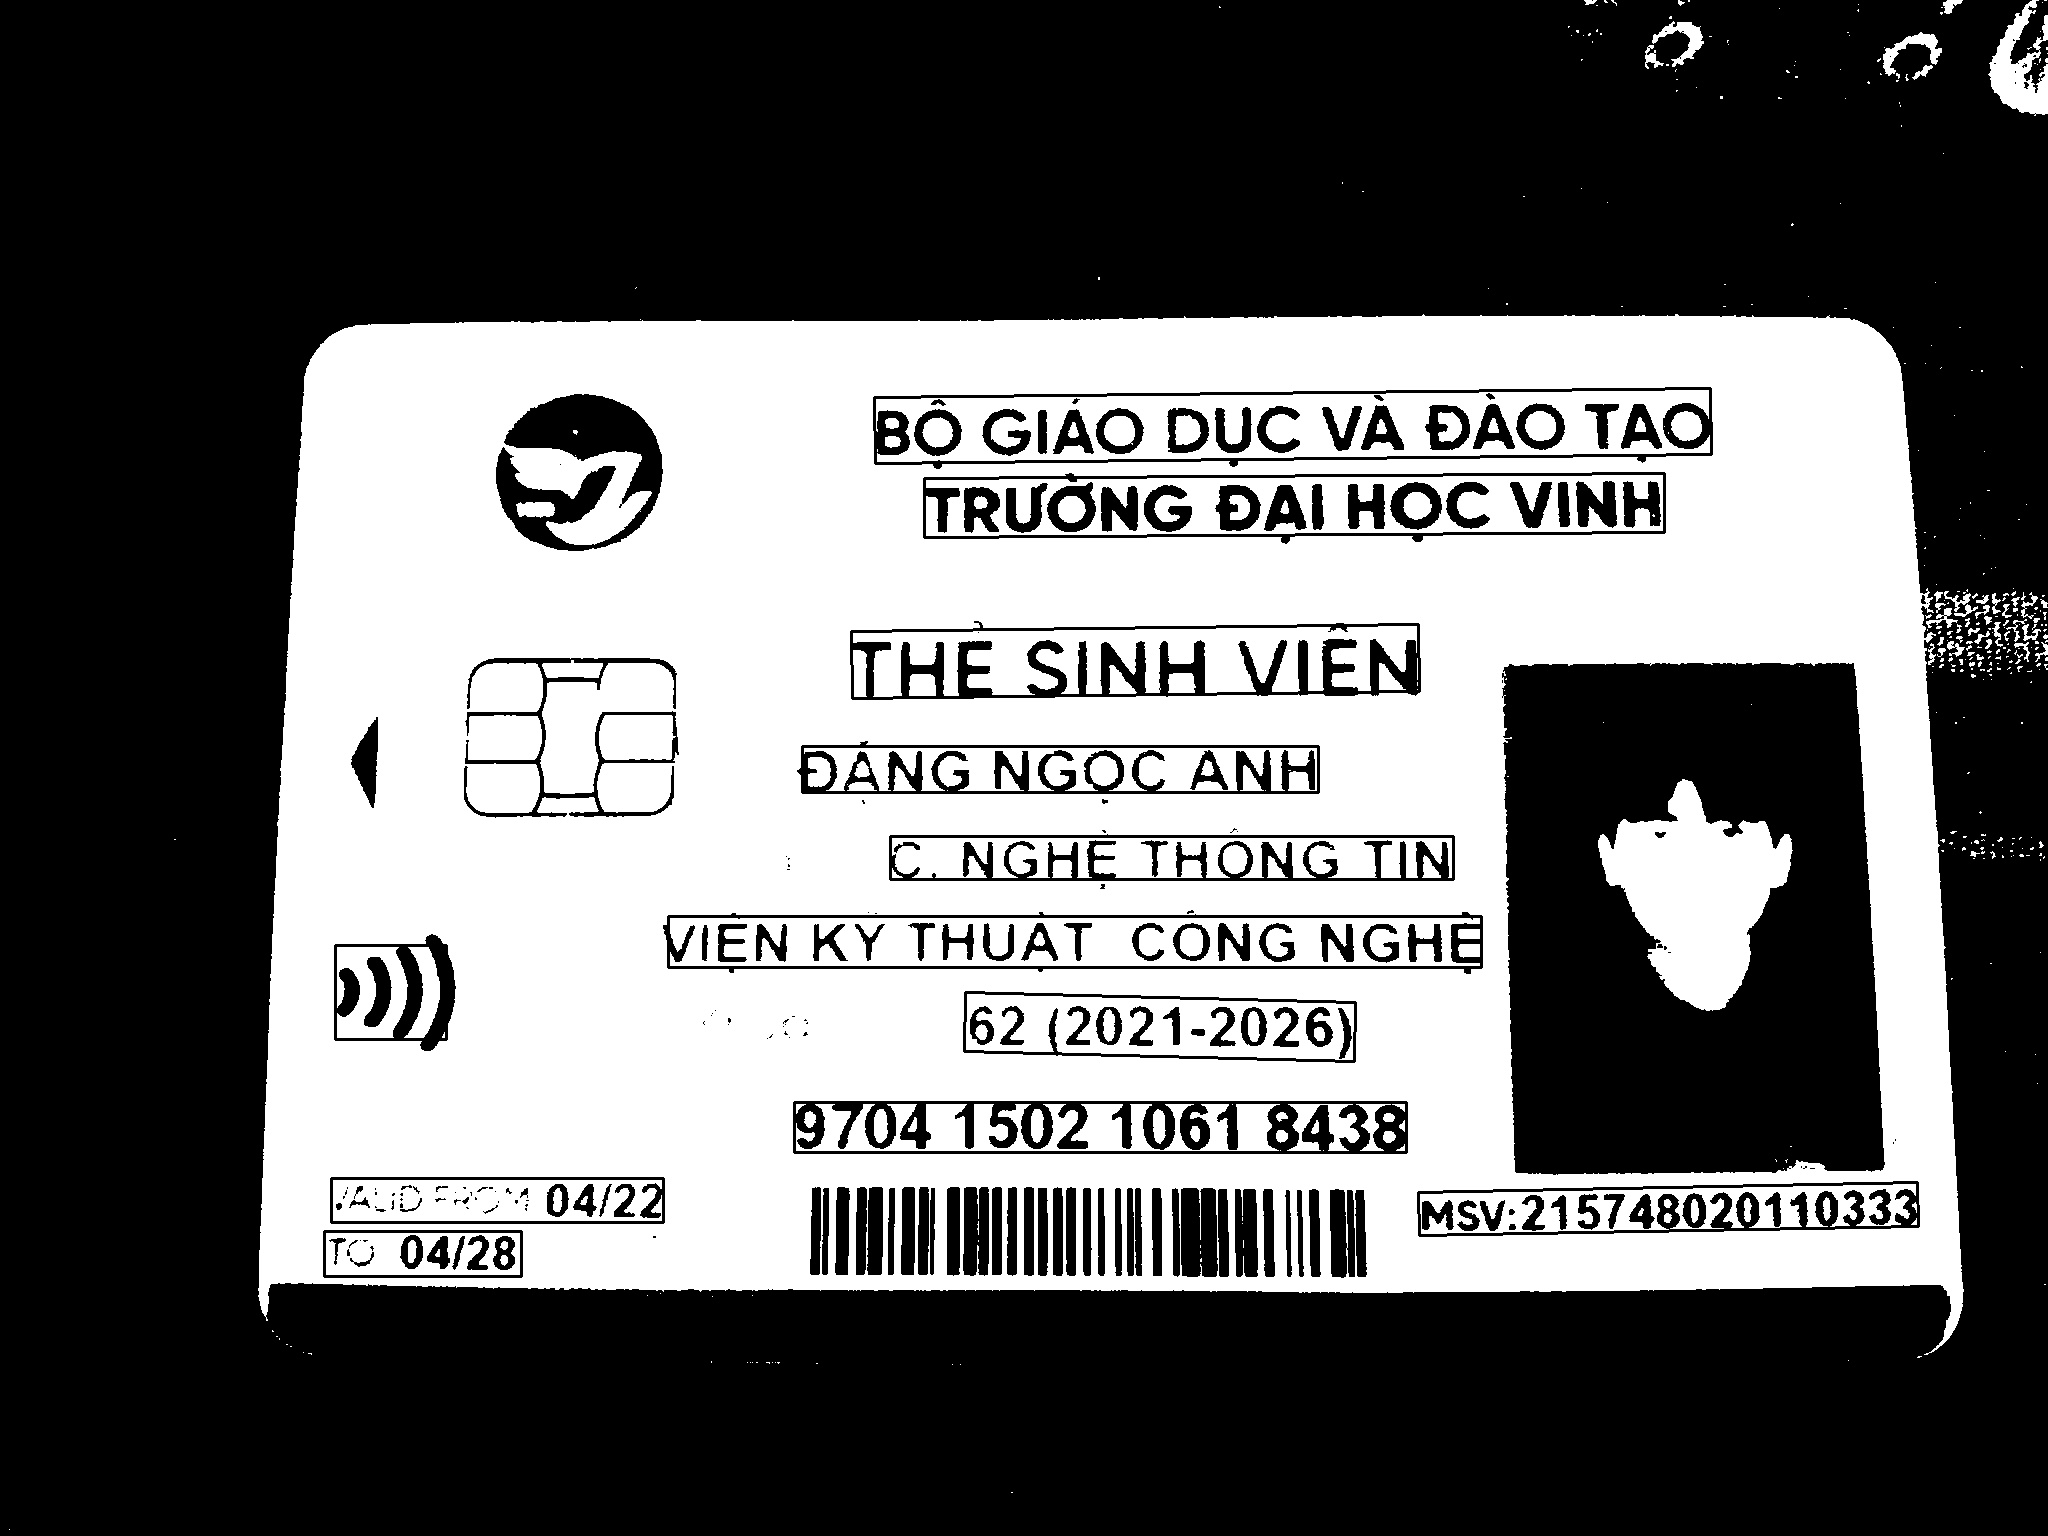 BỘ GIÁO DỤC VÀ ĐÀO TẠO
TRƯỜNG ĐẠI HỌC VINH
THẺ SINH VIÊN
ĐẶNG NGỌC ANH
C. NGHỆ THÔNG TIN
VIỆN KỸ THUẬT CÔNG NGHỆ
62 (2021-2026)
9704 1502 1061 8438
VALID FROM 04/22
TO 04/28
MSV:215748020110333